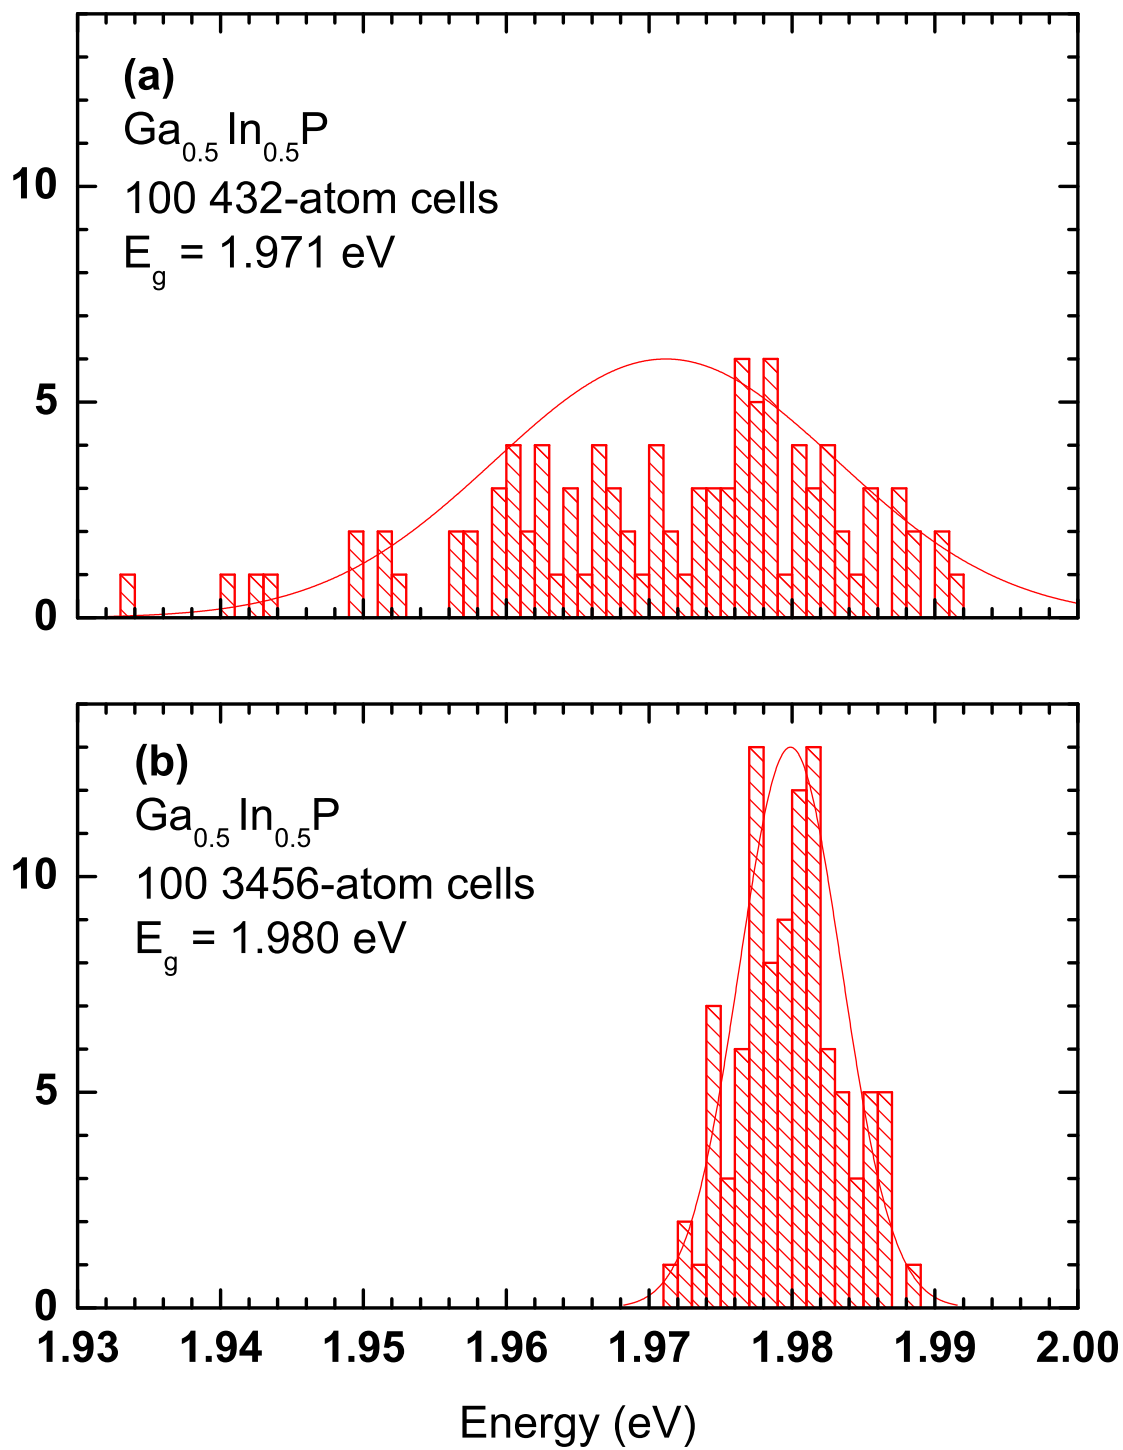 (a)
Ga0.5 In0.5P
100 432-atom cells
Eg = 1.971 eV
10
5
0
(b)
Ga0.5 In0.5P
100 3456-atom cells
Eg = 1.980 eV
10
5
0
1.93 1.94 1.95 1.96 1.97 1.98 1.99 2.00
Energy (eV)